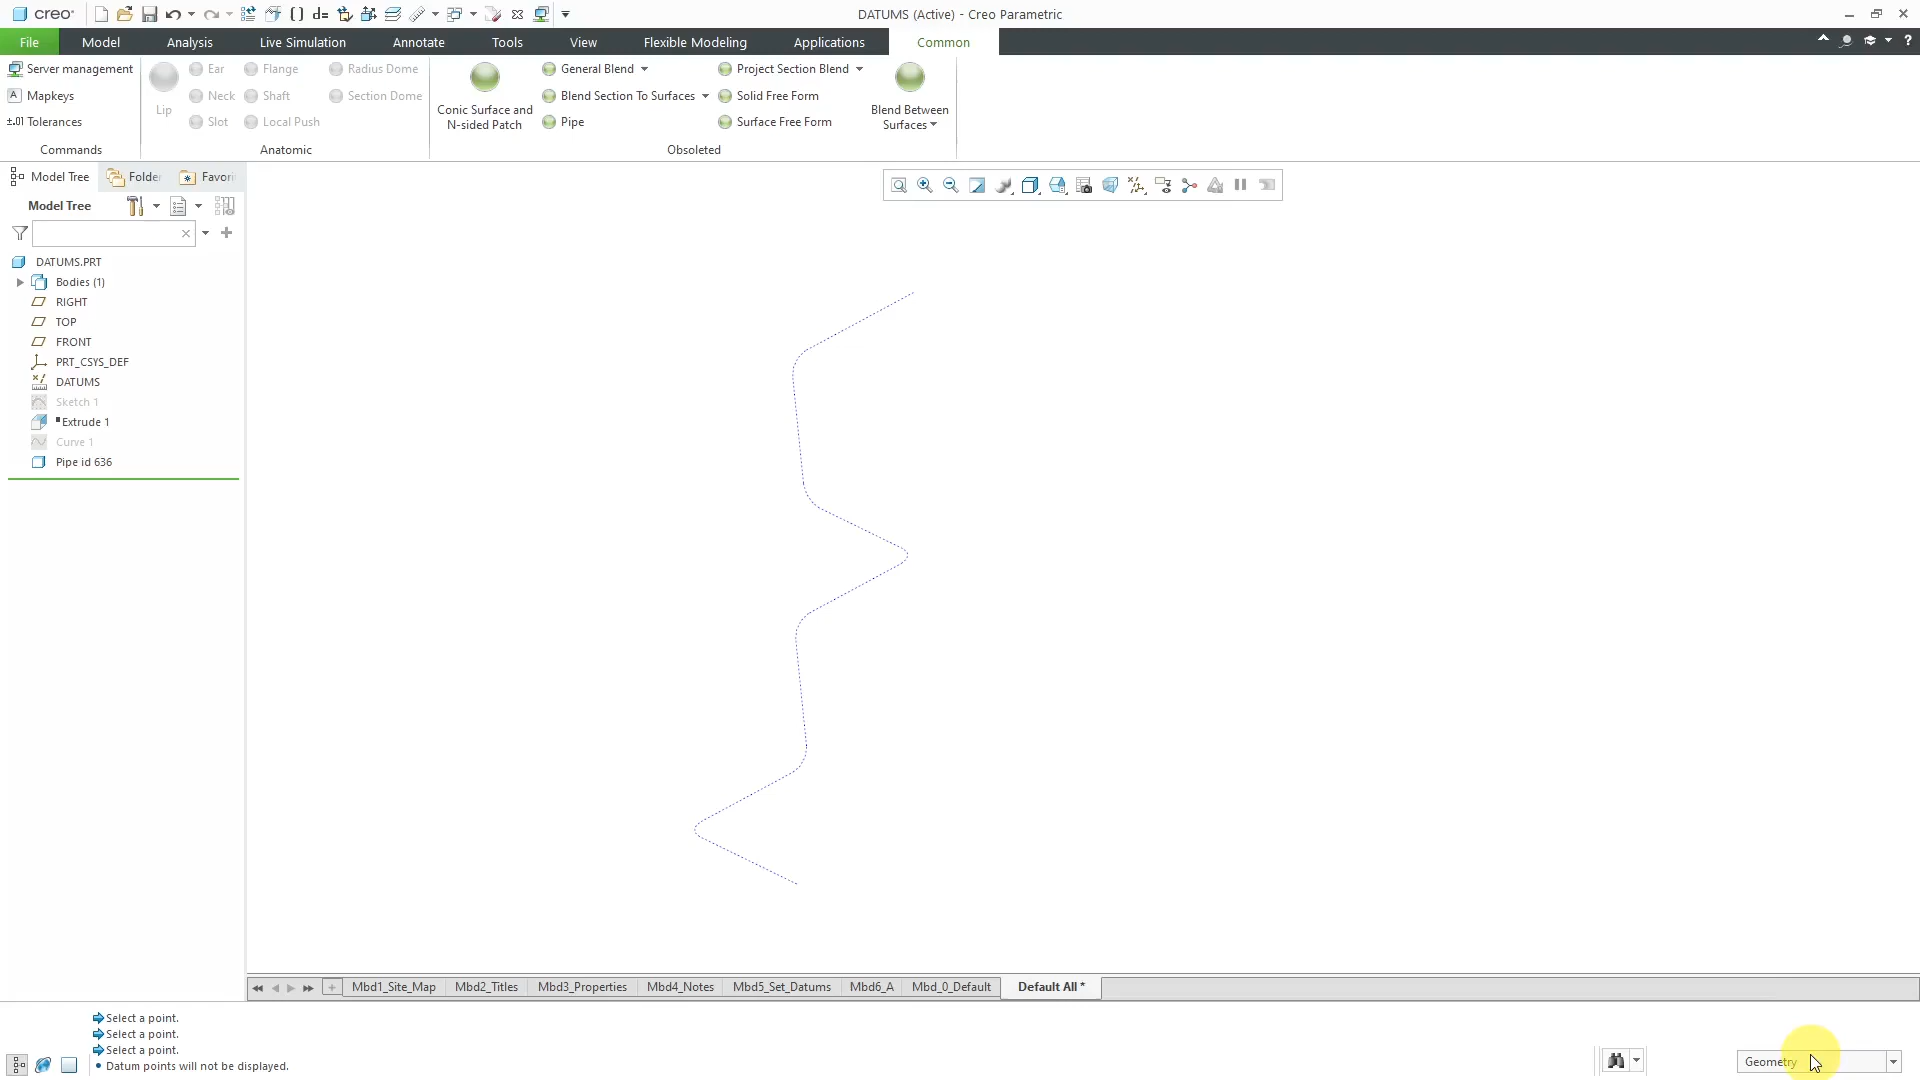 creo°
DATUMS (Active) - Creo Parametric
File
Model
Analysis
Live Simulation
Annotate
Tools
View
Flexible Modeling
Applications
Common
Server management
Mapkeys
Tolerances
Commands
Lip
Ear
Neck
Slot
Flange
Shaft
Local Push
Radius Dome
Section Dome
Anatomic
Conic Surface and
N-sided Patch
General Blend
Blend Section To Surfaces
Pipe
Project Section Blend
Solid Free Form
Surface Free Form
Blend Between
Surfaces
Obsoleted
Model Tree
Folder
Favori
Model Tree
DATUMS.PRT
Bodies (1)
RIGHT
TOP
FRONT
PRT_CSYS_DEF
DATUMS
Sketch 1
Extrude 1
Curve 1
Pipe id 636
Mbd1_Site_Map
Mbd2_Titles
Mbd3_Properties
Mbd4_Notes
Mbd5_Set_Datums
Mbd6_A
Mbd_0_Default
Default All *
Select a point.
Select a point.
Select a point.
• Datum points will not be displayed.
Geometry